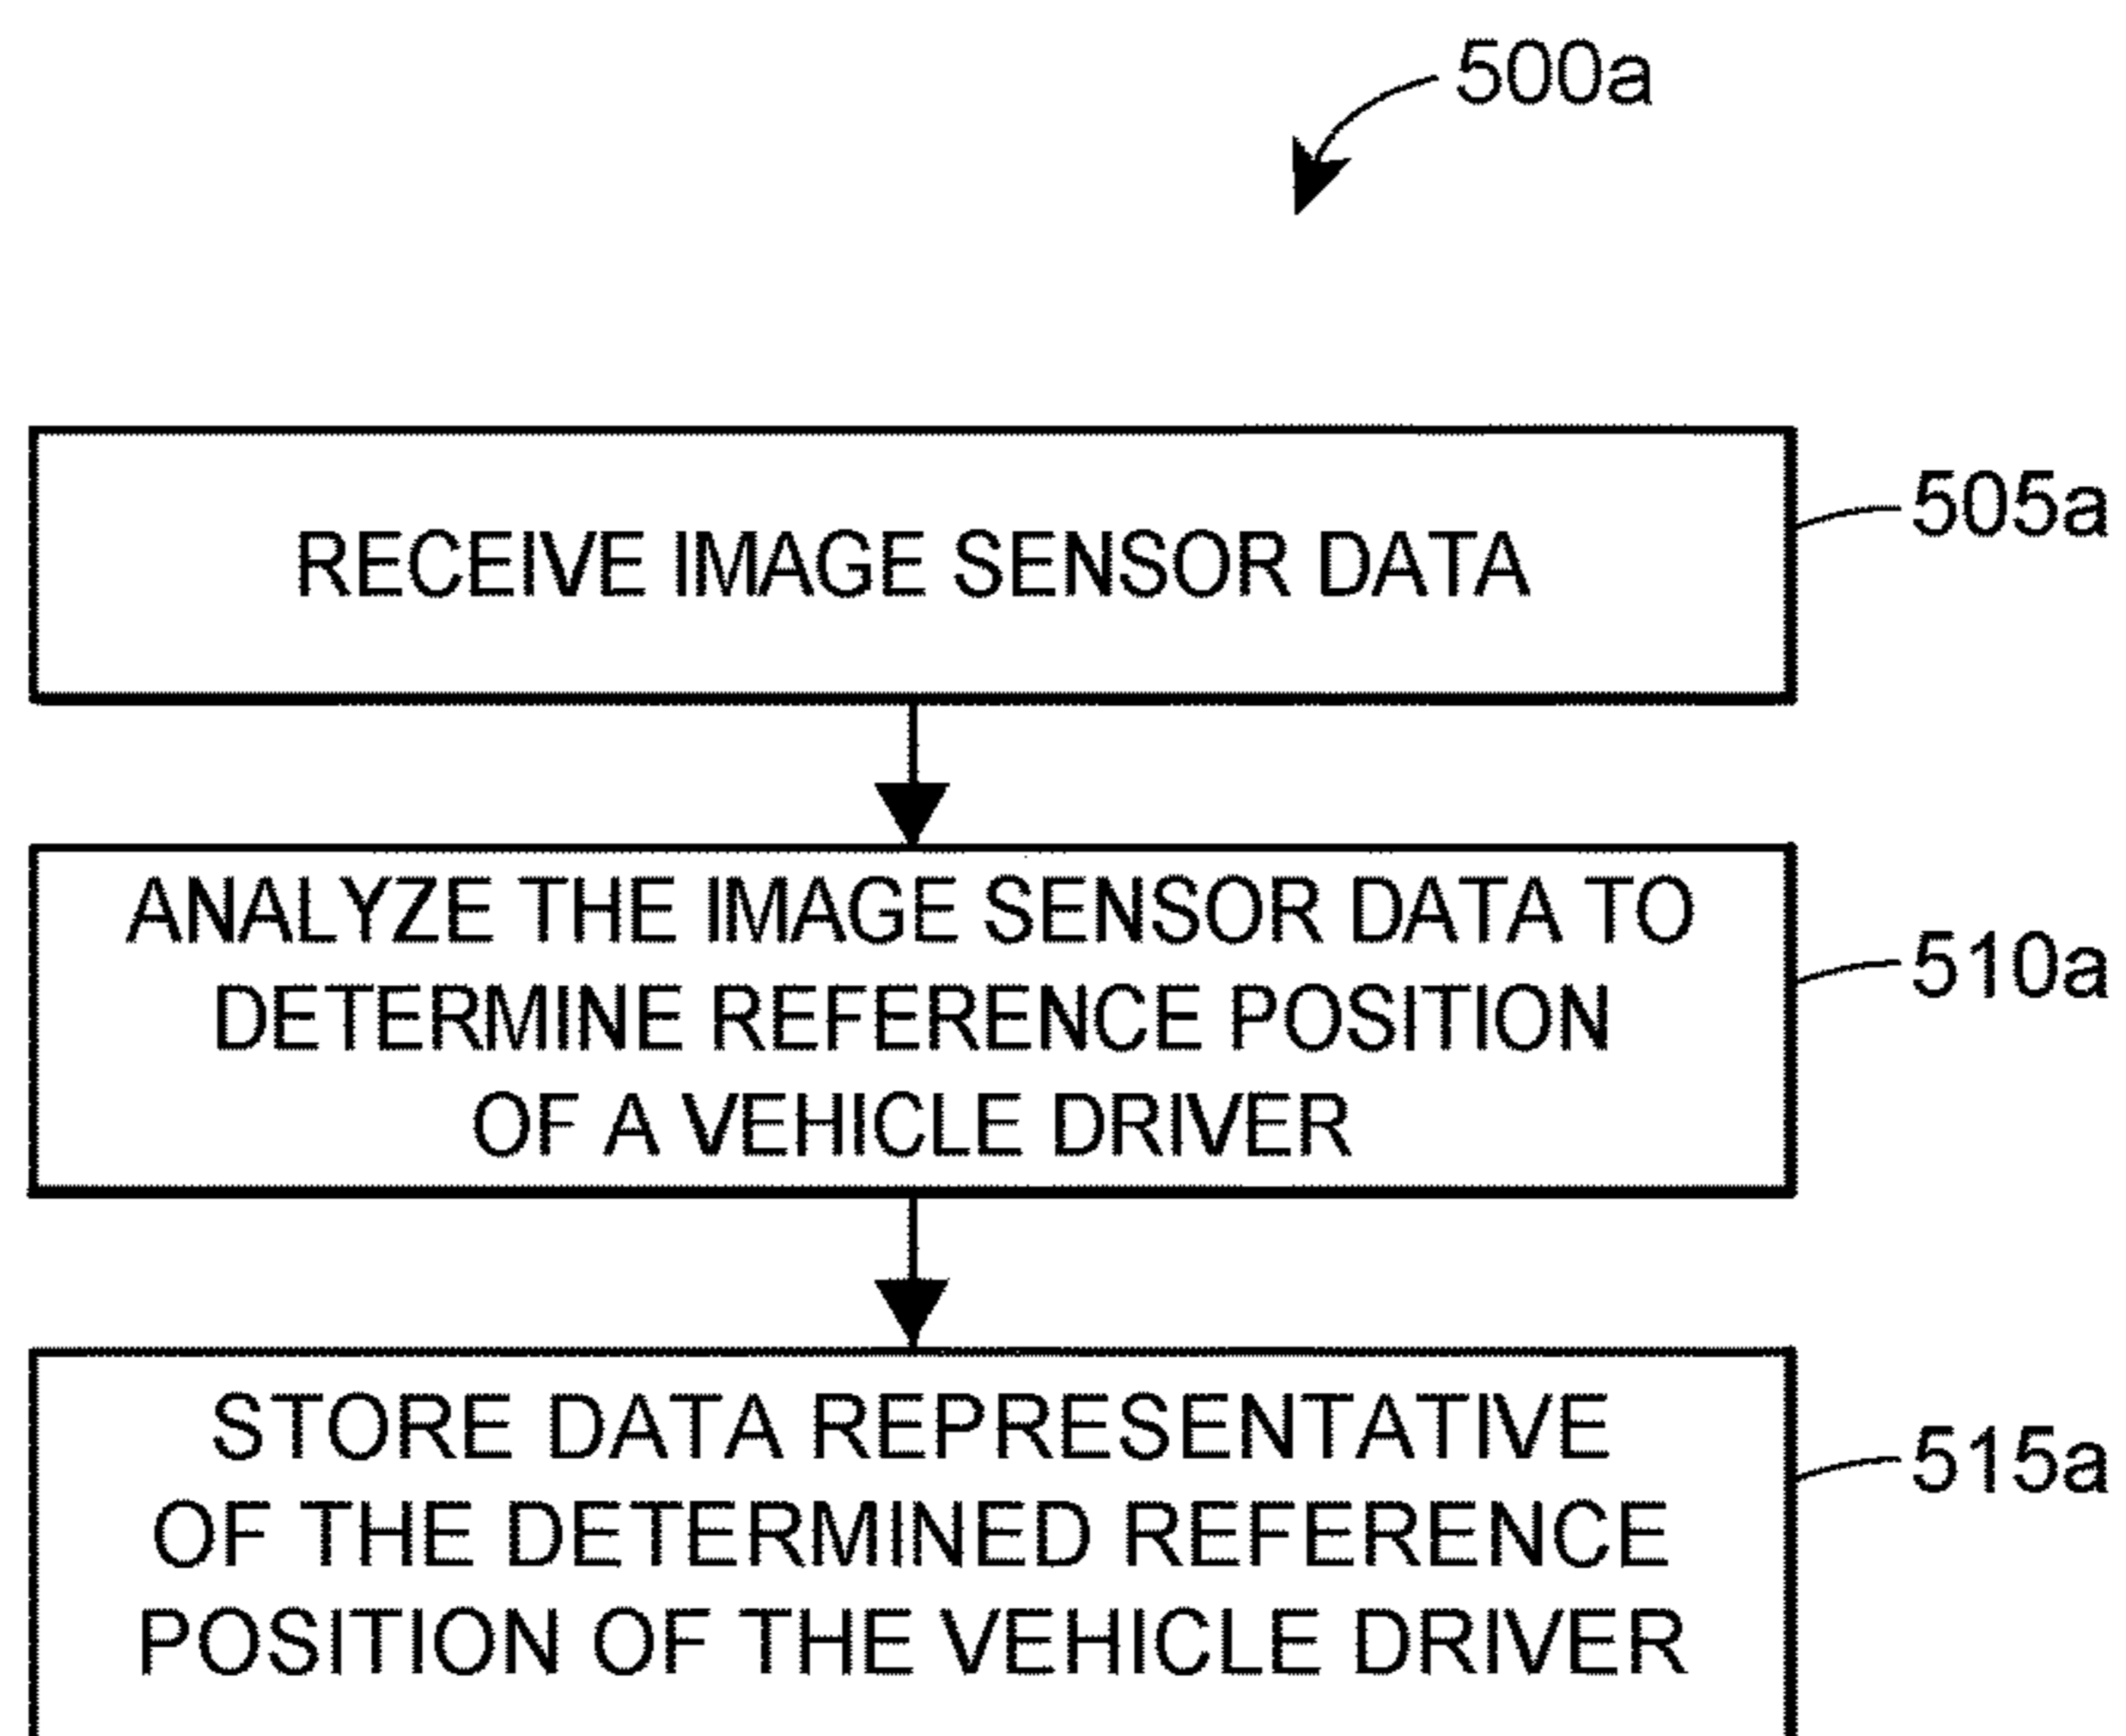 500a
RECEIVE IMAGE SENSOR DATA
505a
ANALYZE THE IMAGE SENSOR DATA TO
DETERMINE REFERENCE POSITION
OF A VEHICLE DRIVER
510a
STORE DATA REPRESENTATIVE
OF THE DETERMINED REFERENCE
POSITION OF THE VEHICLE DRIVER
515a